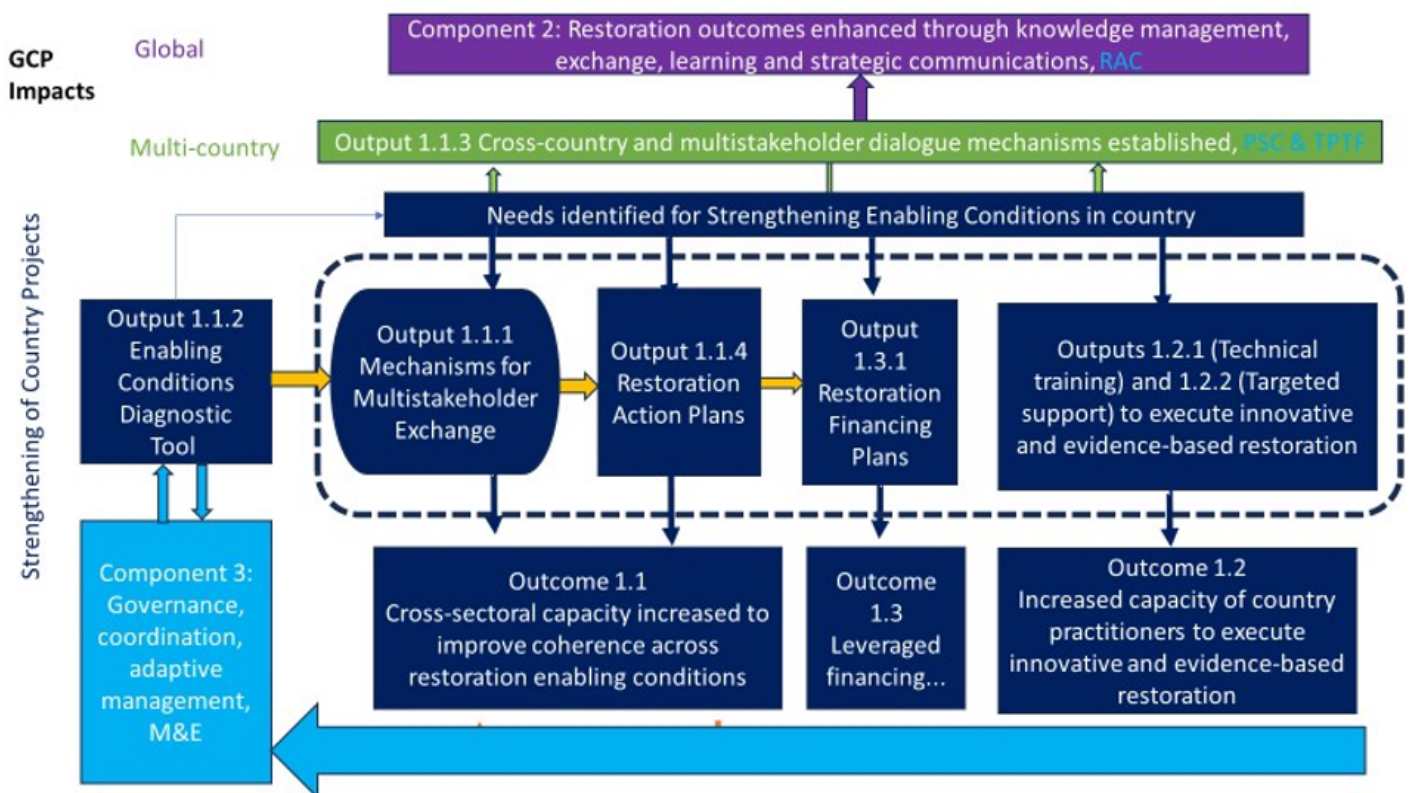 GCP
Impacts
Global
Component 2: Restoration outcomes enhanced through knowledge management,
exchange, learning and strategic communications, RAC
Multi-country
Output 1.1.3 Cross-country and multistakeholder dialogue mechanisms established, PSC & TPTF
Strengthening of Country Projects
Needs identified for Strengthening Enabling Conditions in country
Output 1.1.2
Enabling
Conditions
Diagnostic
Tool
Output 1.1.1
Mechanisms for
Multistakeholder
Exchange
Output 1.1.4
Restoration
Action Plans
Output
1.3.1
Restoration
Financing
Plans
Outputs 1.2.1 (Technical
training) and 1.2.2 (Targeted
support) to execute innovative
and evidence-based restoration
Component 3:
Governance,
coordination,
adaptive
management,
M&E
Outcome 1.1
Cross-sectoral capacity increased to
improve coherence across
restoration enabling conditions
Outcome
1.3
Leveraged
financing...
Outcome 1.2
Increased capacity of country
practitioners to execute
innovative and evidence-based
restoration